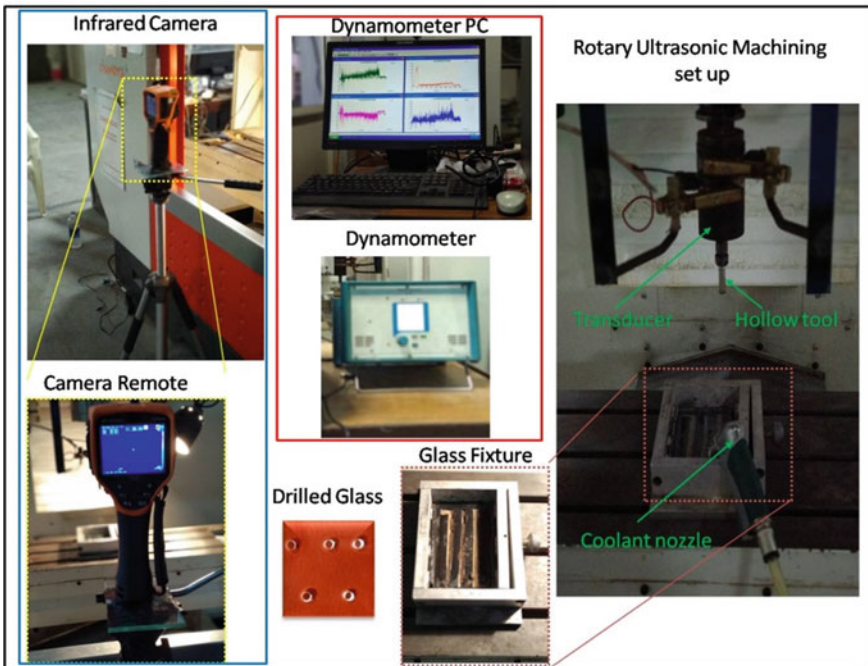 Infrared Camera
Dynamometer PC
Rotary Ultrasonic Machining
set up
Dynamometer
Transducer
Hollow tool
Camera Remote
Glass Fixture
Drilled Glass
Coolant nozzle